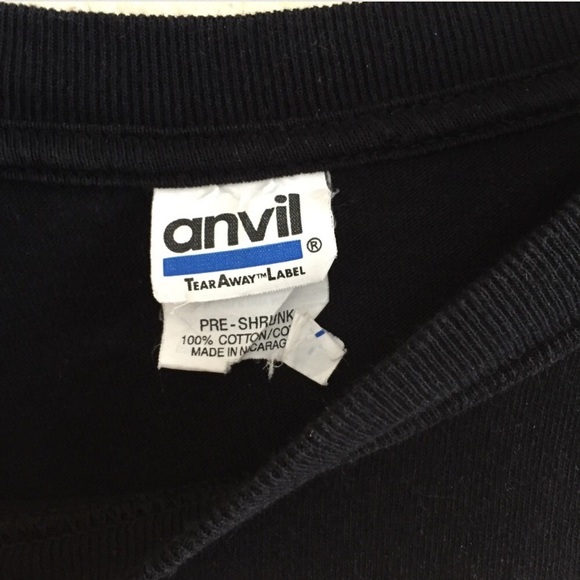 anvil®
TEARAWAY™LABEL
PRE-SHRUNK
100% COTTON/CO
MADE IN NICARAG